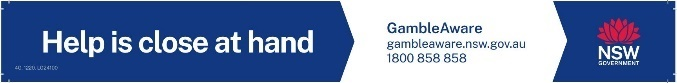 Help is close at hand
GambleAware
gambleaware.nsw.gov.au
1800 858 858
NSW
GOVERNMENT